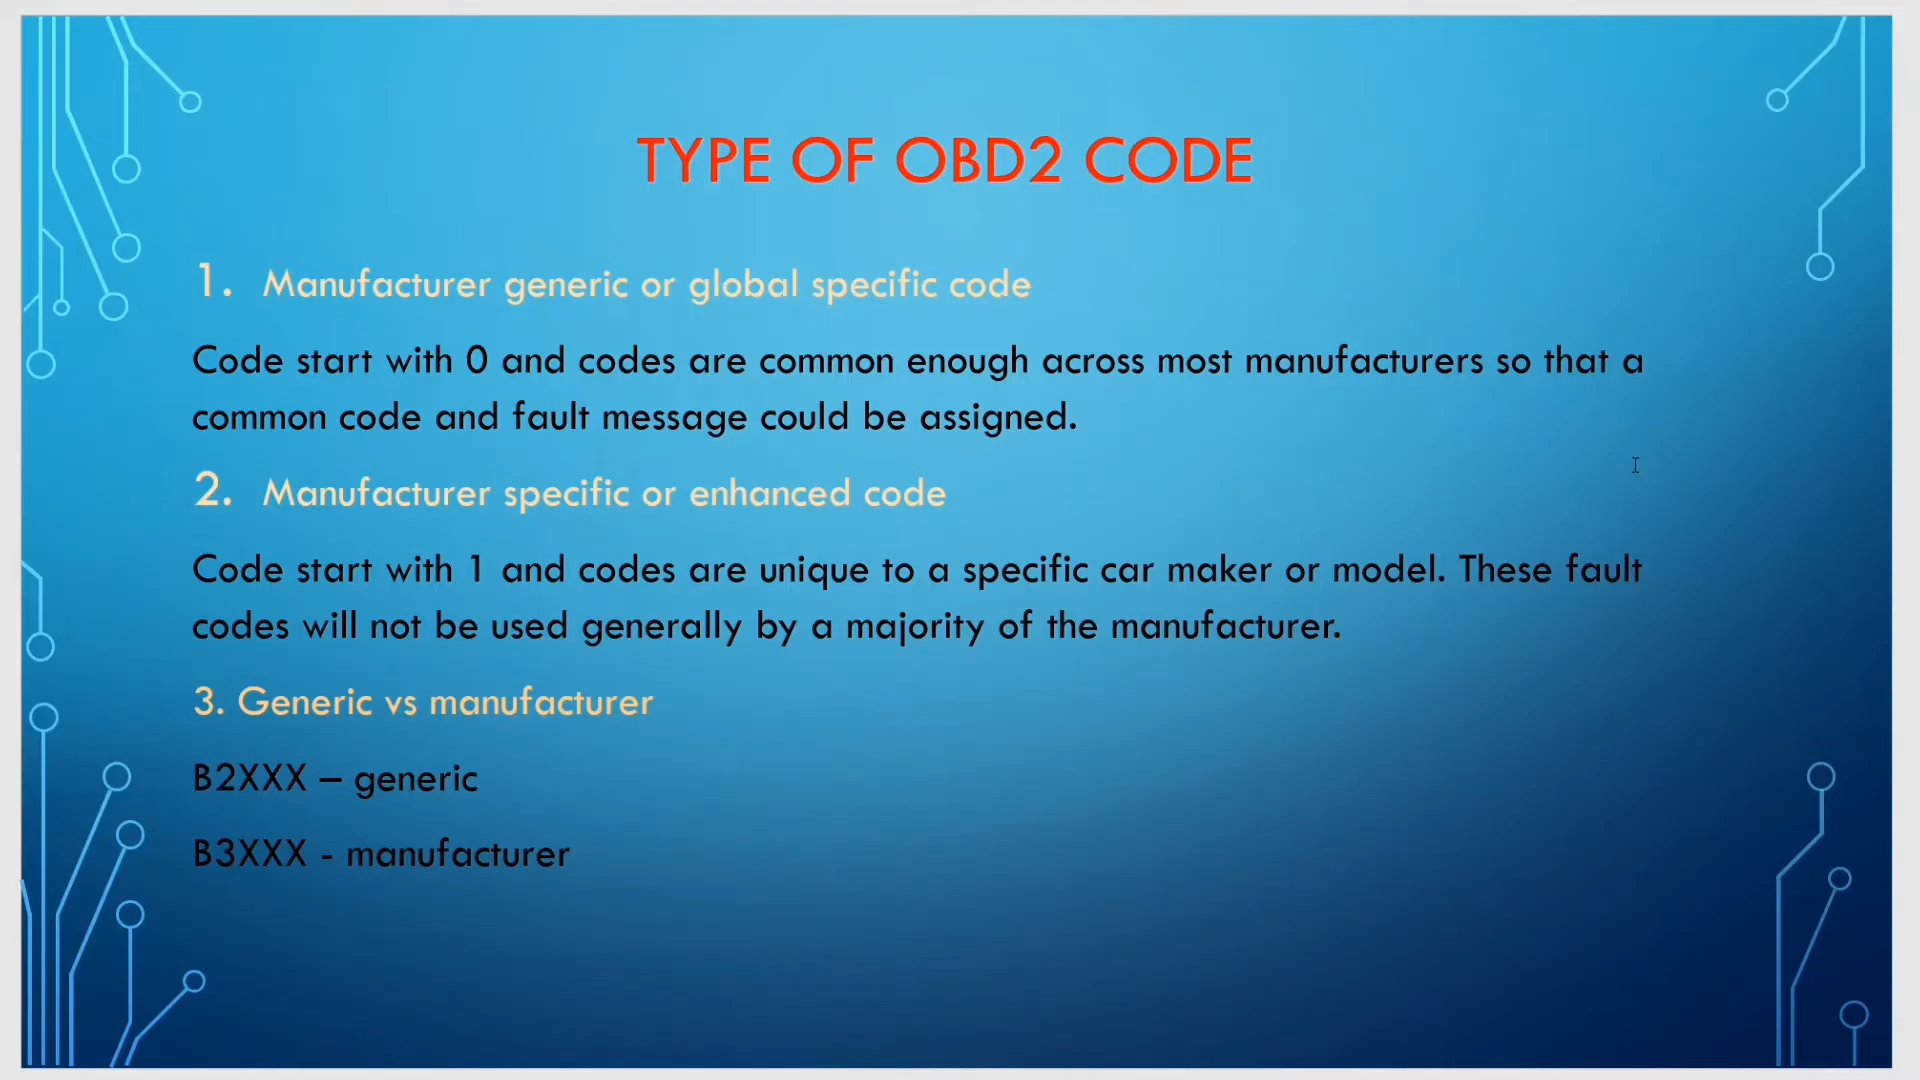 TYPE OF OBD2 CODE
1. Manufacturer generic or global specific code
Code start with 0 and codes are common enough across most manufacturers so that a
common code and fault message could be assigned.
2. Manufacturer specific or enhanced code
Code start with 1 and codes are unique to a specific car maker or model. These fault
codes will not be used generally by a majority of the manufacturer.
3. Generic vs manufacturer
B2XXX – generic
B3XXX - manufacturer